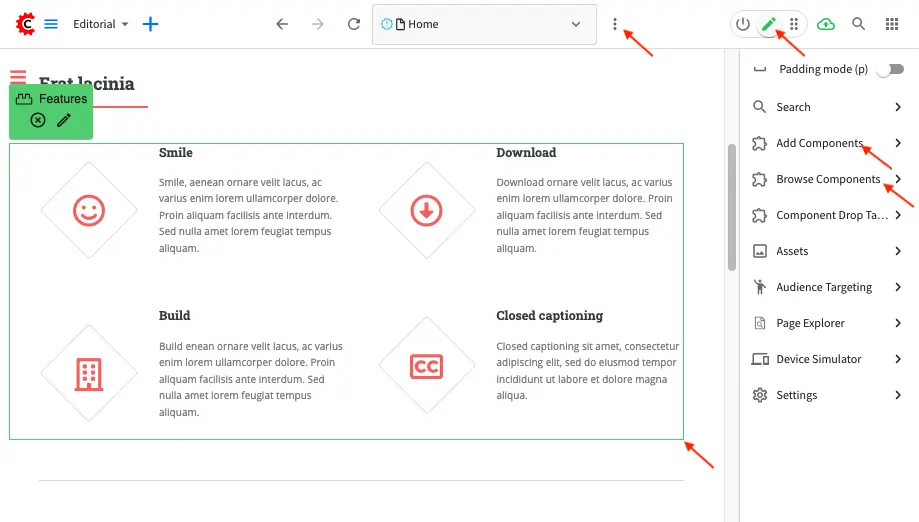 Editorial
Home
Erat lacinia
Features
Smile
Smile, aenean ornare velit lacus, ac
varius enim lorem ullamcorper dolore.
Proin aliquam facilisis ante interdum.
Sed nulla amet lorem feugiat tempus
aliquam.
Download
Download ornare velit lacus, ac varius
enim lorem ullamcorper dolore. Proin
aliquam facilisis ante interdum. Sed
nulla amet lorem feugiat tempus
aliquam.
Build
Build enean ornare velit lacus, ac varius
enim lorem ullamcorper dolore. Proin
aliquam facilisis ante interdum. Sed
nulla amet lorem feugiat tempus
aliquam.
CC
Closed captioning
Closed captioning sit amet, consectetur
adipiscing elit, sed do eiusmod tempor
incididunt ut labore et dolore magna
aliqua.
Padding mode (p)
Search
Add Components
Browse Components
Component Drop Ta...
Assets
Audience Targeting
Page Explorer
Device Simulator
Settings